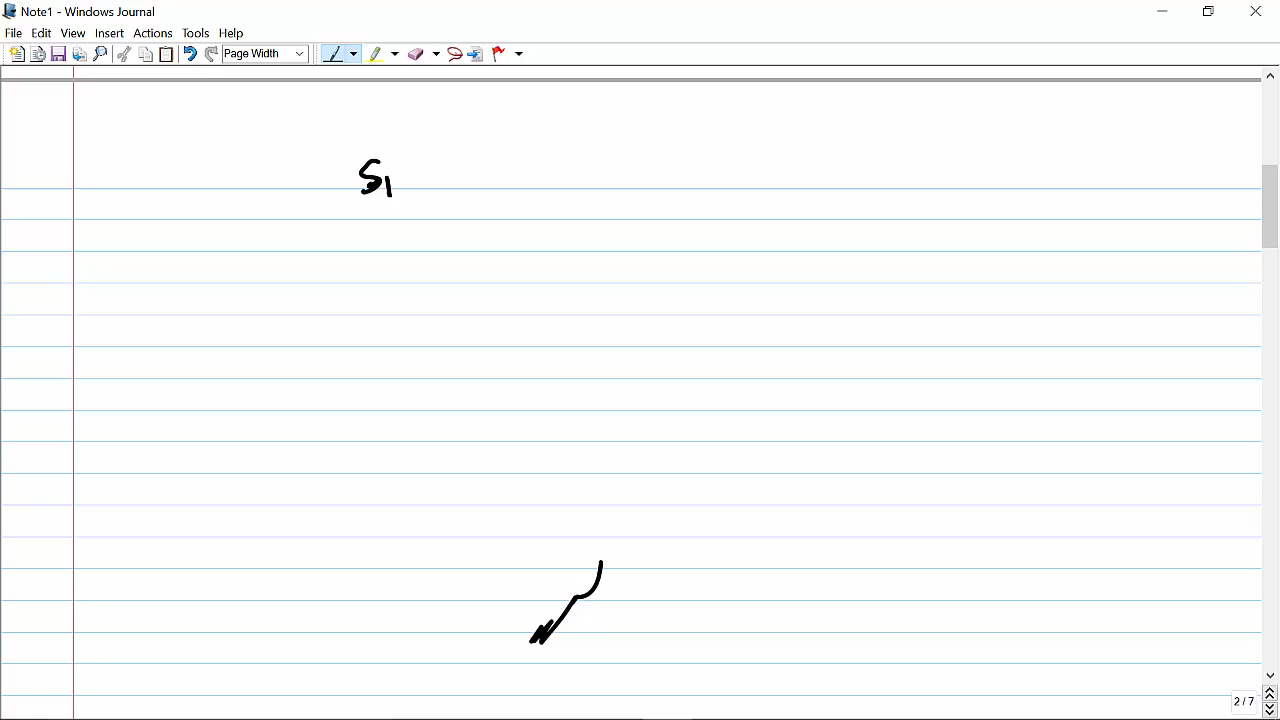 Note1 - Windows Journal
File Edit View Insert Actions Tools Help
Page Width
S1
2 / 7